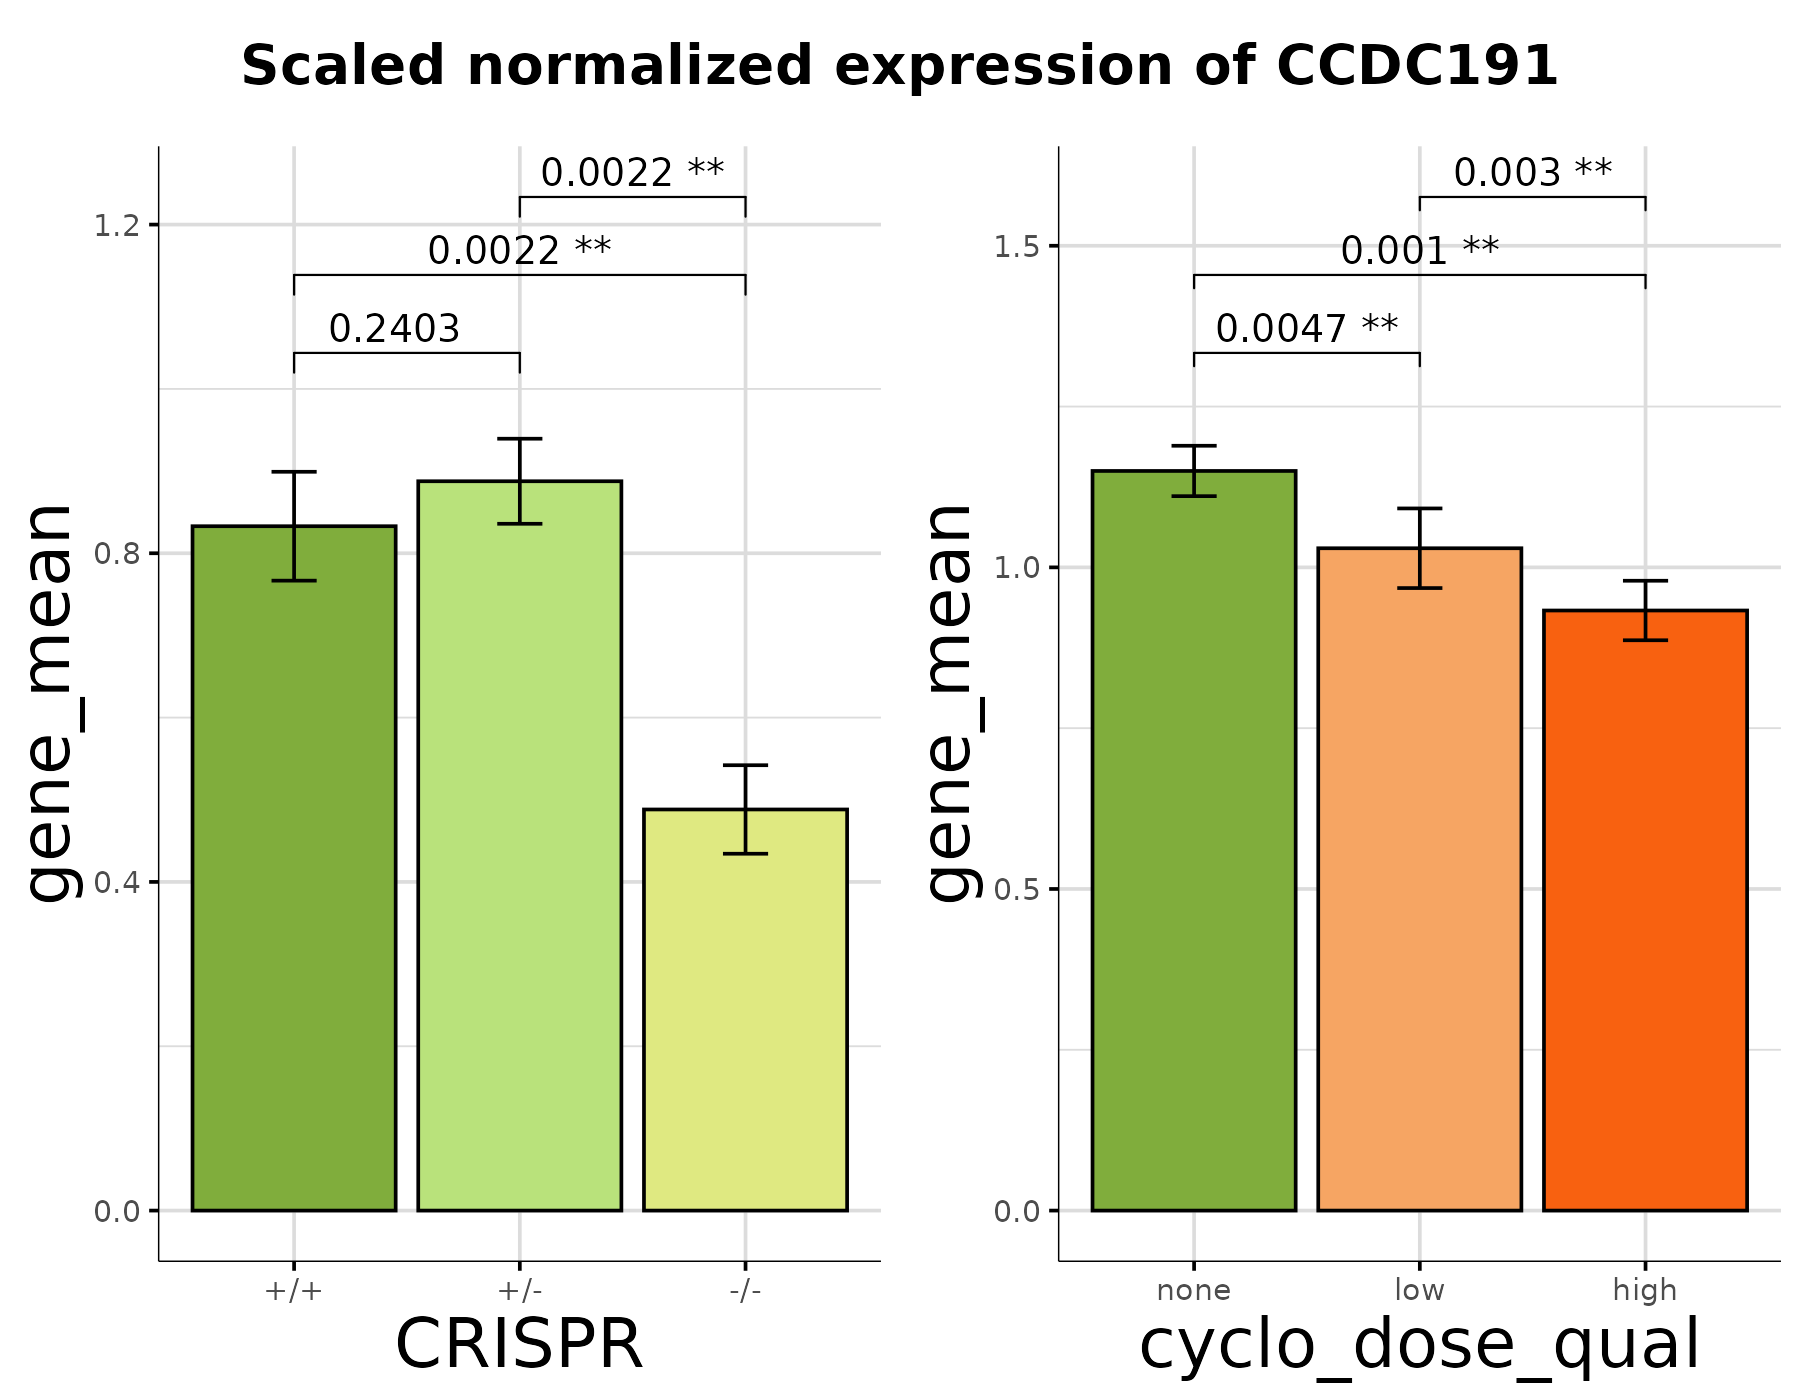 Scaled normalized expression of CCDC191
gene_mean
1.2
0.8
0.4
0.0
0.0022 **
0.0022 **
0.2403
+/+ +/- -/-
CRISPR
gene_mean
1.5
1.0
0.5
0.0
0.003 **
0.001 **
0.0047 **
none low high
cyclo_dose_qual